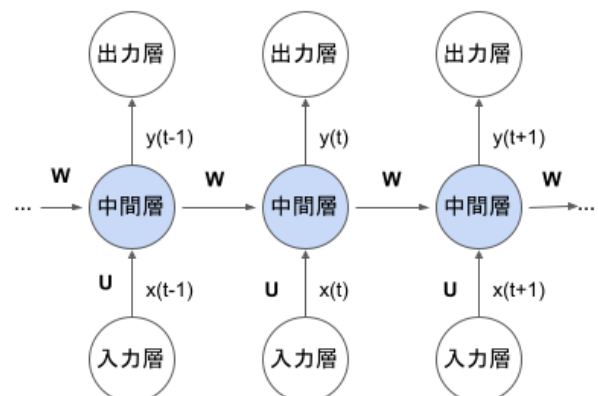 出力層 出力層 出力層
y(t-1) y(t) y(t+1)
W W W W
... 中間層 中間層 中間層 ...
U x(t-1) U x(t) U x(t+1)
入力層 入力層 入力層